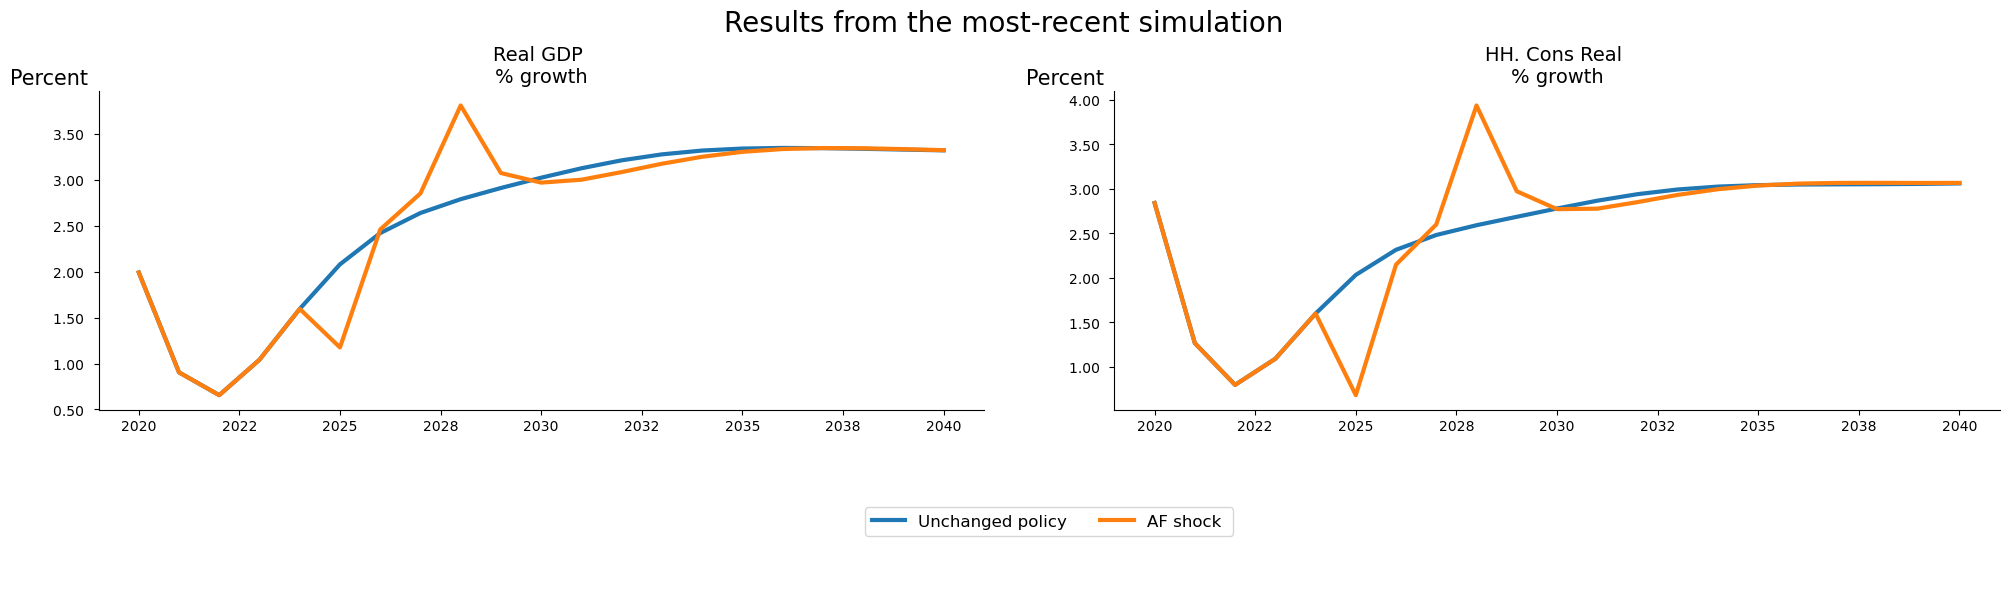 Results from the most-recent simulation
Real GDP
% growth
Percent
3.50
3.00
2.50
2.00
1.50
1.00
0.50
2020 2022 2025 2028 2030 2032 2035 2038 2040
HH. Cons Real
% growth
Percent
4.00
3.50
3.00
2.50
2.00
1.50
1.00
2020 2022 2025 2028 2030 2032 2035 2038 2040
Unchanged policy AF shock